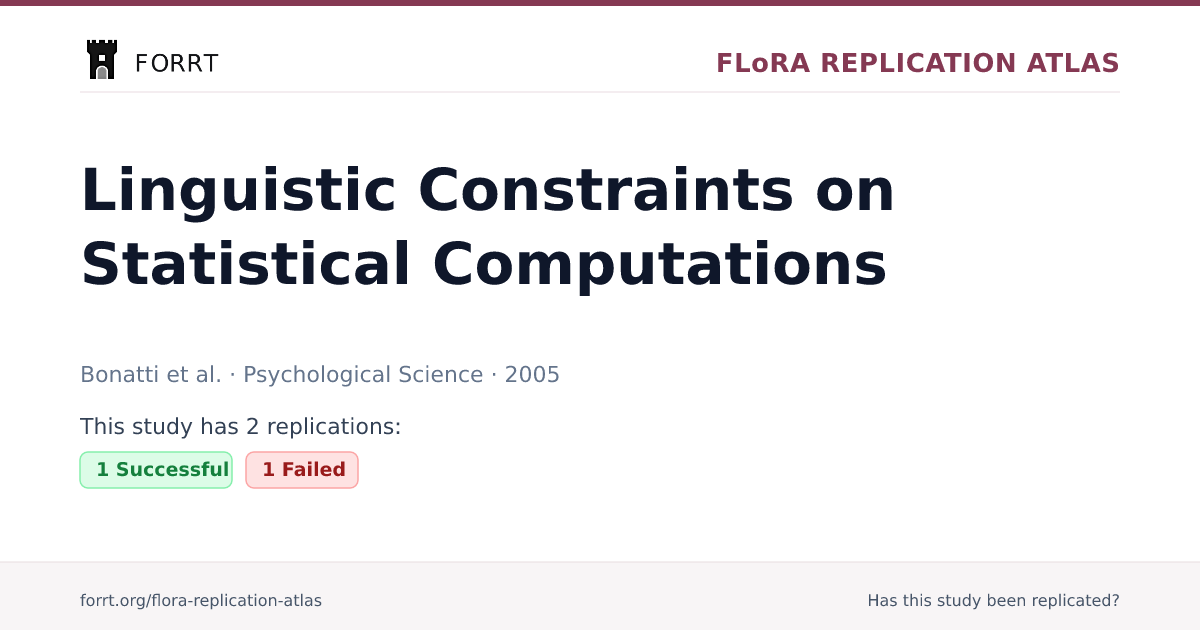 FORRT
FLoRA REPLICATION ATLAS
Linguistic Constraints on
Statistical Computations
Bonatti et al. · Psychological Science · 2005
This study has 2 replications:
1 Successful
1 Failed
forrt.org/flora-replication-atlas
Has this study been replicated?